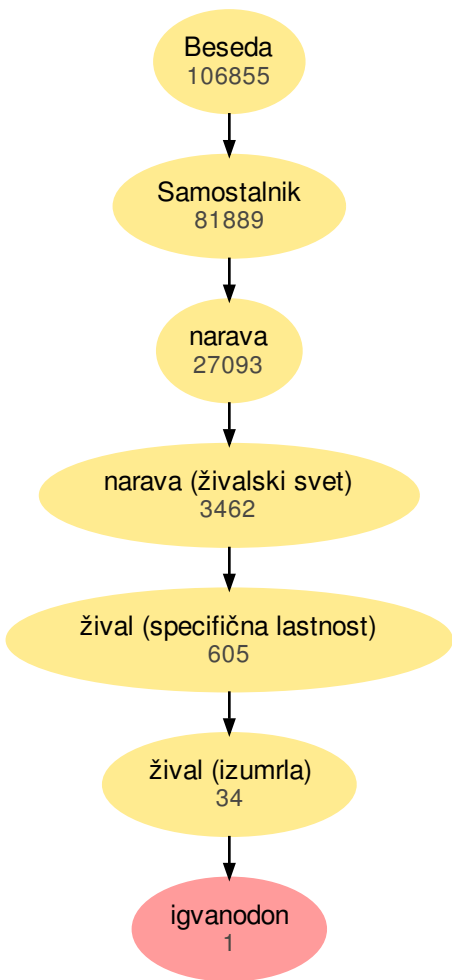 Beseda
106855
Samostalnik
81889
narava
27093
narava (živalski svet)
3462
žival (specifična lastnost)
605
žival (izumrla)
34
igvanodon
1